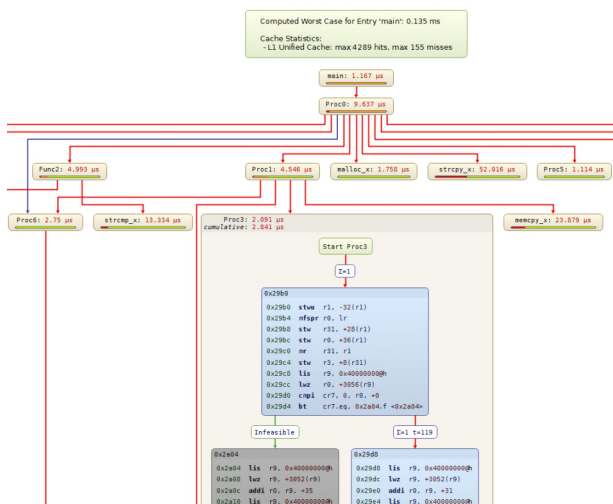 Computed Worst Case for Entry 'main': 0.135 ms
Cache Statistics:
- L1 Unified Cache: max 4289 hits, max 155 misses
main: 1.167 µs
Proc0: 9.637 µs
Func2: 4.993 µs
Proc1: 4.546 µs
malloc_x: 1.758 µs
strcpy_x: 52.016 µs
Proc5: 1.114 µs
Proc6: 2.75 µs
strcmp_x: 13.334 µs
Proc3: 2.091 µs
cumulative: 2.841 µs
memcpy_x: 23.879 µs
Start Proc3
Σ=1
0x29b0
0x29b0 stwu r1, -32(r1)
0x29b4 mfspr r0, lr
0x29b8 stw r31, +28(r1)
0x29bc stw r0, +36(r1)
0x29c0 mr r31, r1
0x29c4 stw r3, +8(r31)
0x29c8 lis r9, 0x40000000@h
0x29cc lwz r0, +3056(r9)
0x29d0 cmpi cr7, 0, r0, +0
0x29d4 bt cr7.eq, 0x2a04.f <0x2a04>
Infeasible
Σ=1 t=119
0x2a04
0x2a04 lis r9, 0x40000000@h
0x2a08 lwz r9, +3052(r9)
0x2a0c addi r0, r9, +35
0x2a10 lis r9, 0x40000000@h
0x29d8
0x29d8 lis r9, 0x40000000@h
0x29dc lwz r9, +3052(r9)
0x29e0 addi r0, r9, +31
0x29e4 lis r9, 0x40000000@h